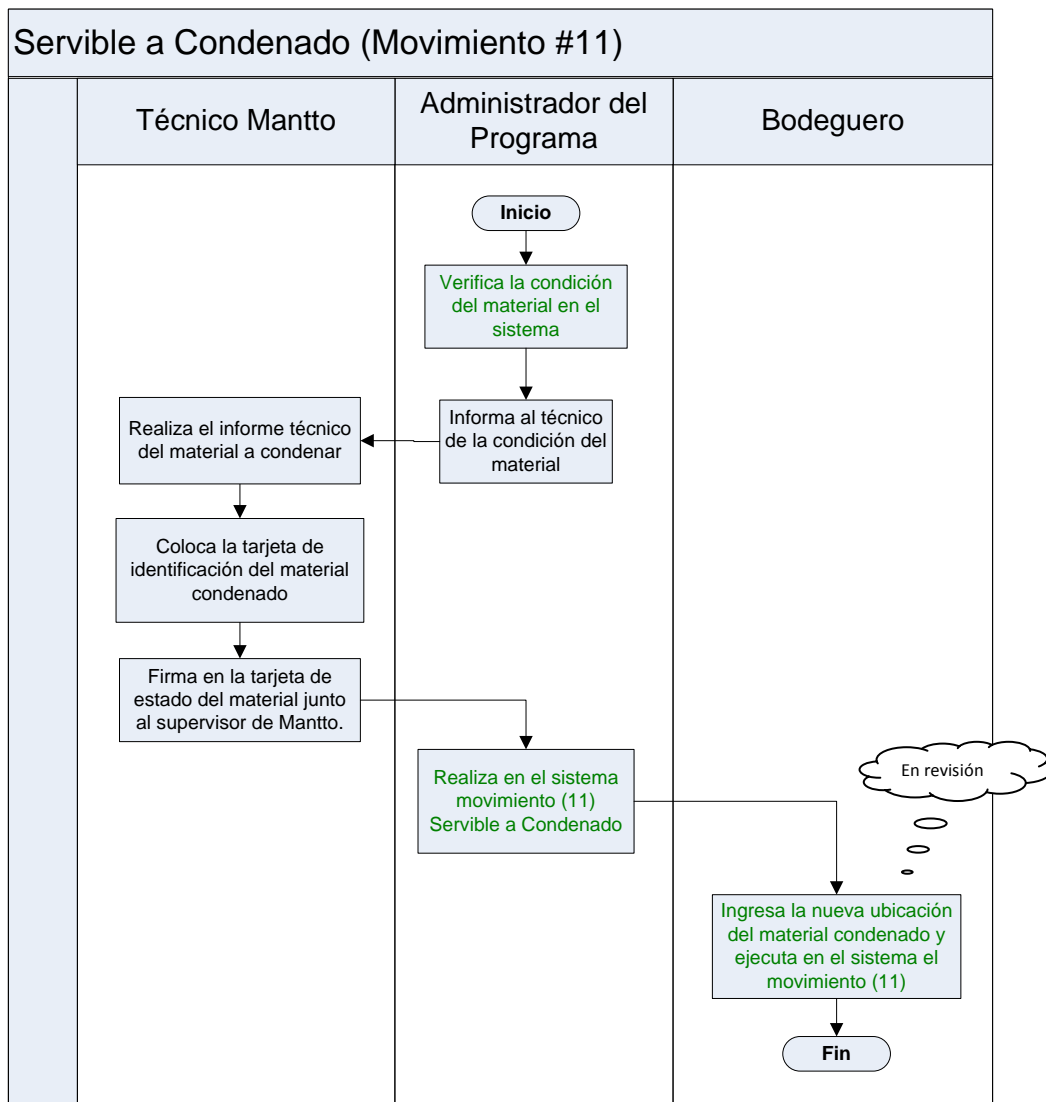 Servible a Condenado (Movimiento #11)
Técnico Mantto
Administrador del
Programa
Bodeguero
Inicio
Verifica la condición
del material en el
sistema
Informa al técnico
de la condición del
material
Realiza el informe técnico
del material a condenar
Coloca la tarjeta de
identificación del material
condenado
Firma en la tarjeta de
estado del material junto
al supervisor de Mantto.
Realiza en el sistema
movimiento (11)
Servible a Condenado
En revisión
Ingresa la nueva ubicación
del material condenado y
ejecuta en el sistema el
movimiento (11)
Fin